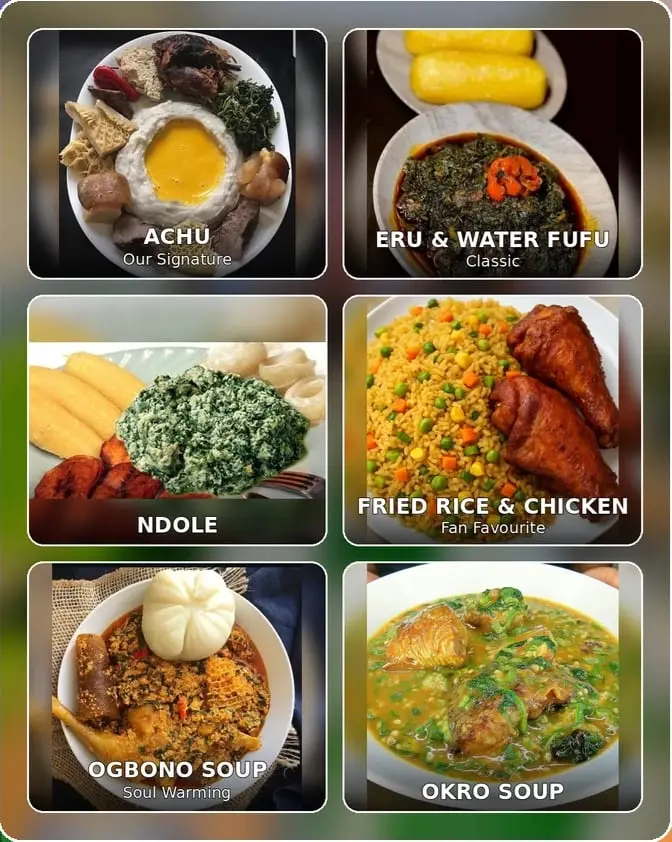 ACHU
Our Signature
ERU & WATER FUFU
Classic
NDOLE
FRIED RICE & CHICKEN
Fan Favourite
OGBONO SOUP
Soul Warming
OKRO SOUP